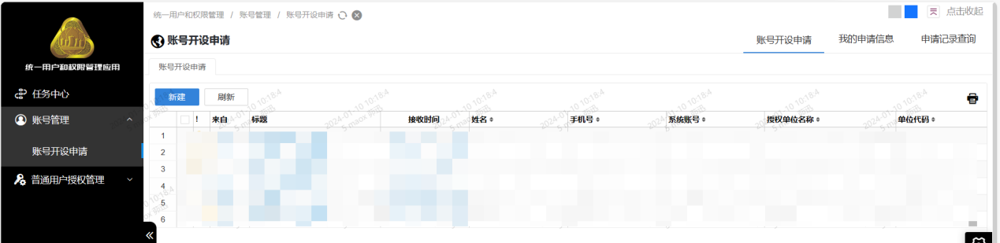 统一用户和权限管理 / 账号管理 / 账号开设申请
点击收起
统一用户和权限管理应用
账号开设申请
账号开设申请 我的申请信息 申请记录查询
账号开设申请
任务中心
账号管理
账号开设申请
普通用户授权管理
新建 刷新
! 来自 标题 接收时间 姓名 手机号 系统账号 授权单位名称 单位代码
1
2
3
4
5
6